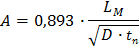 A = 0,893 · L_M / √(D · t_n)